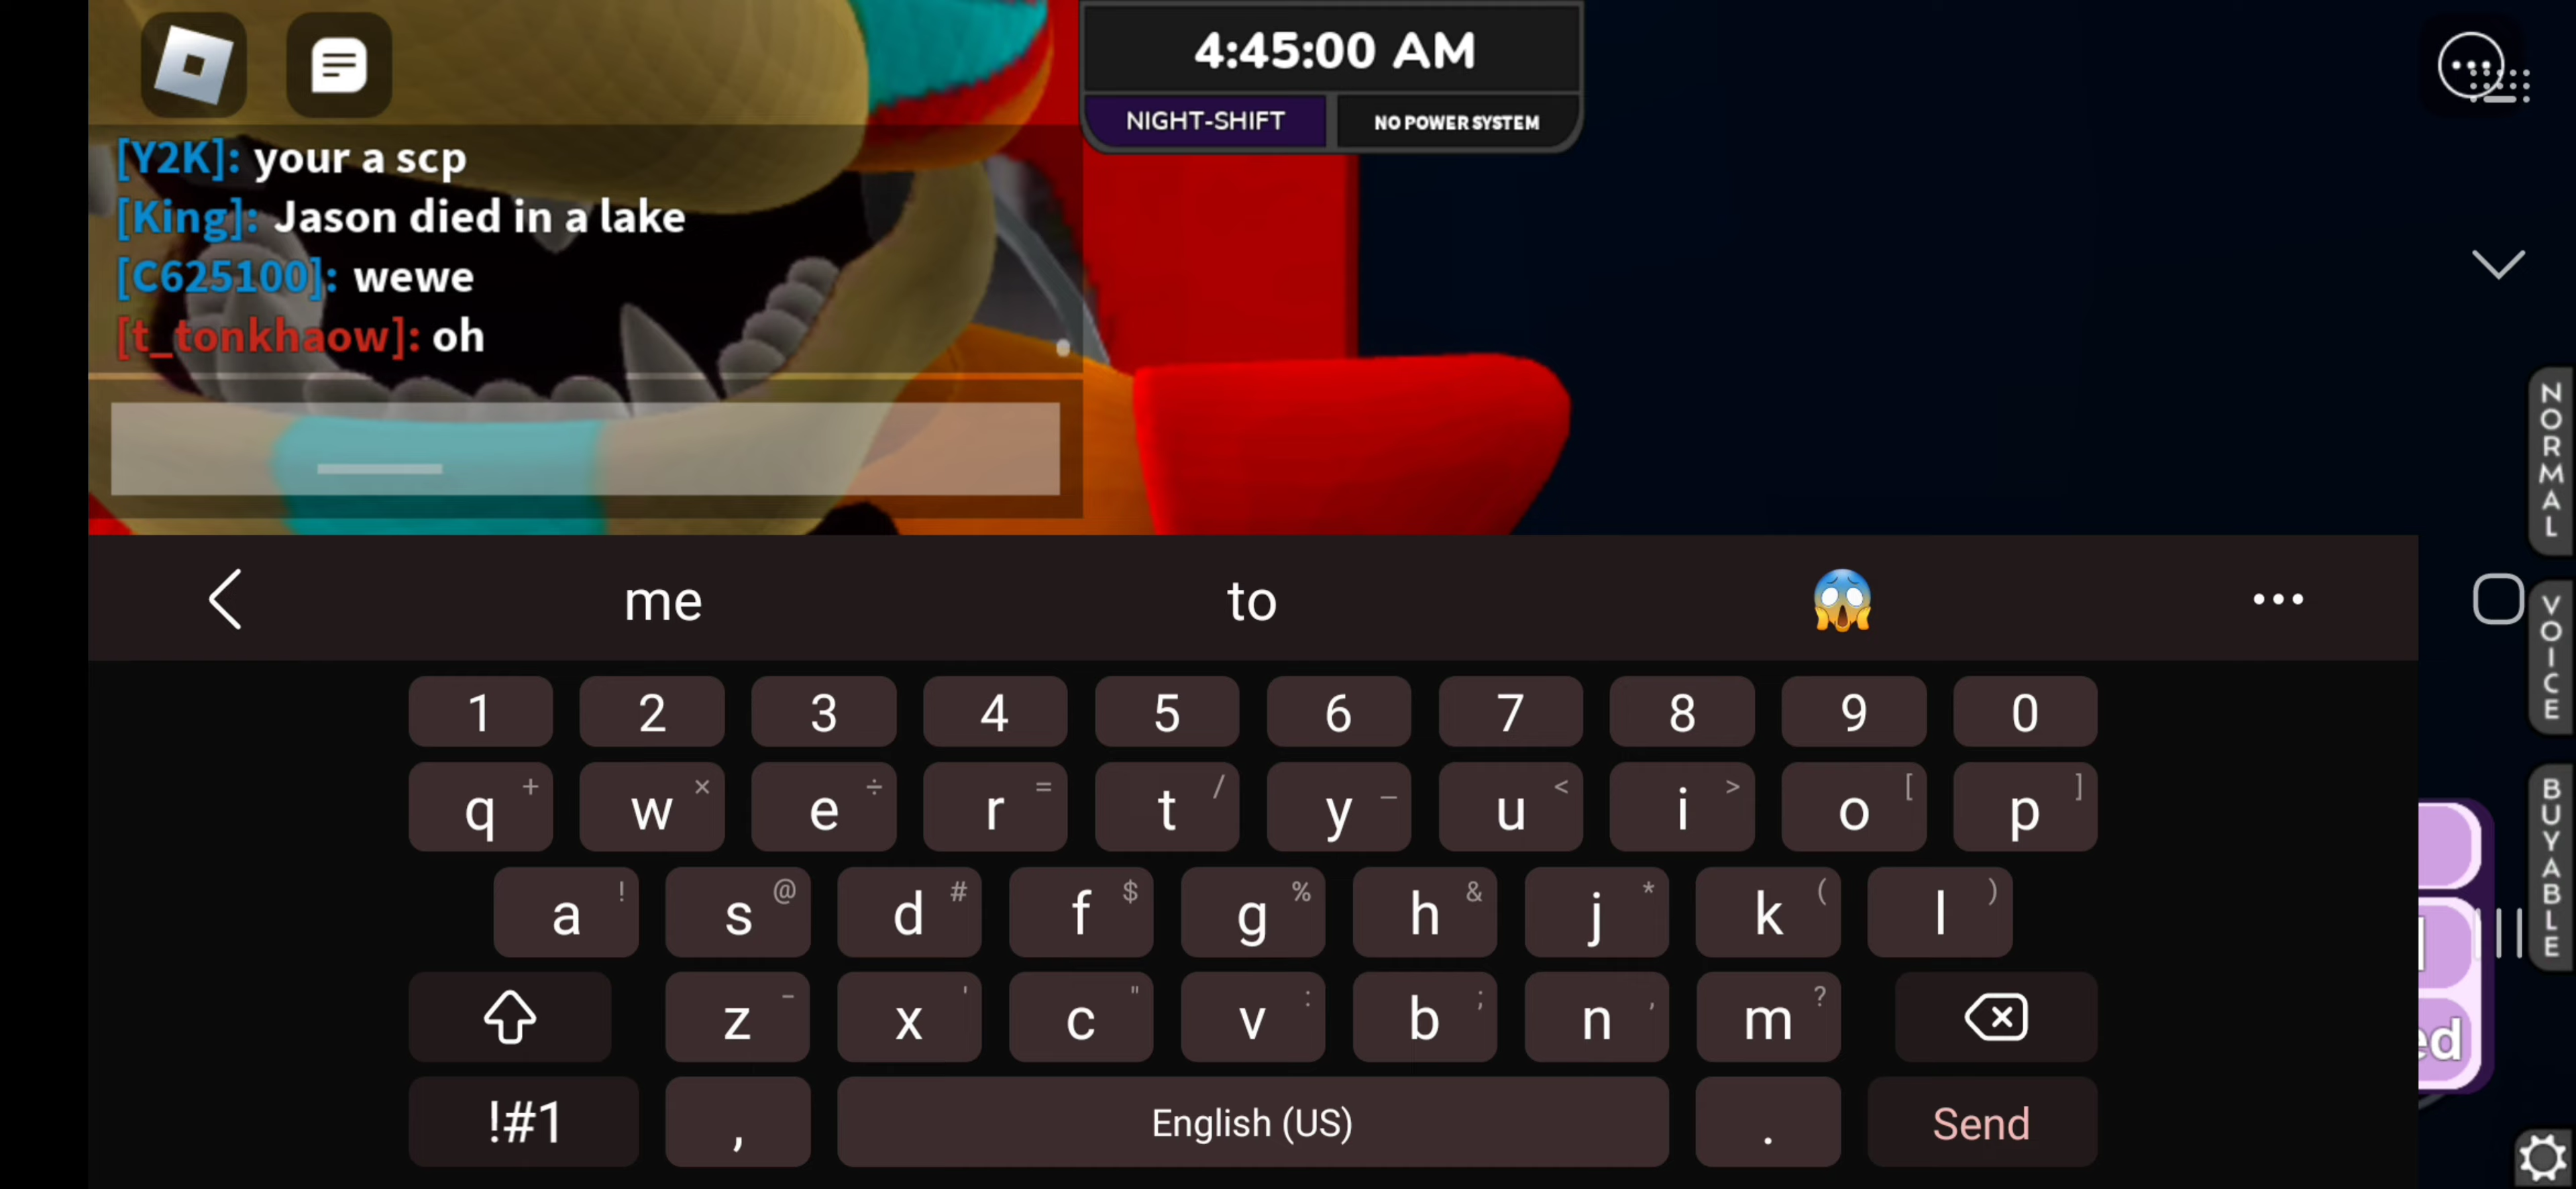 4:45:00 AM
NIGHT-SHIFT
NO POWER SYSTEM
[Y2K]: your a scp
[King]: Jason died in a lake
[C625100]: wewe
[t_tonkhaow]: oh
NORMAL
VOICE
BUYABLE
me to 😱 •••
1 2 3 4 5 6 7 8 9 0
q + w × e ÷ r = t / y _ u < i > o [ p ]
a ! s @ d # f $ g % h & j * k ( l )
z - x ' c " v : b ; n , m ?
!#1 , English (US) . Send
ed